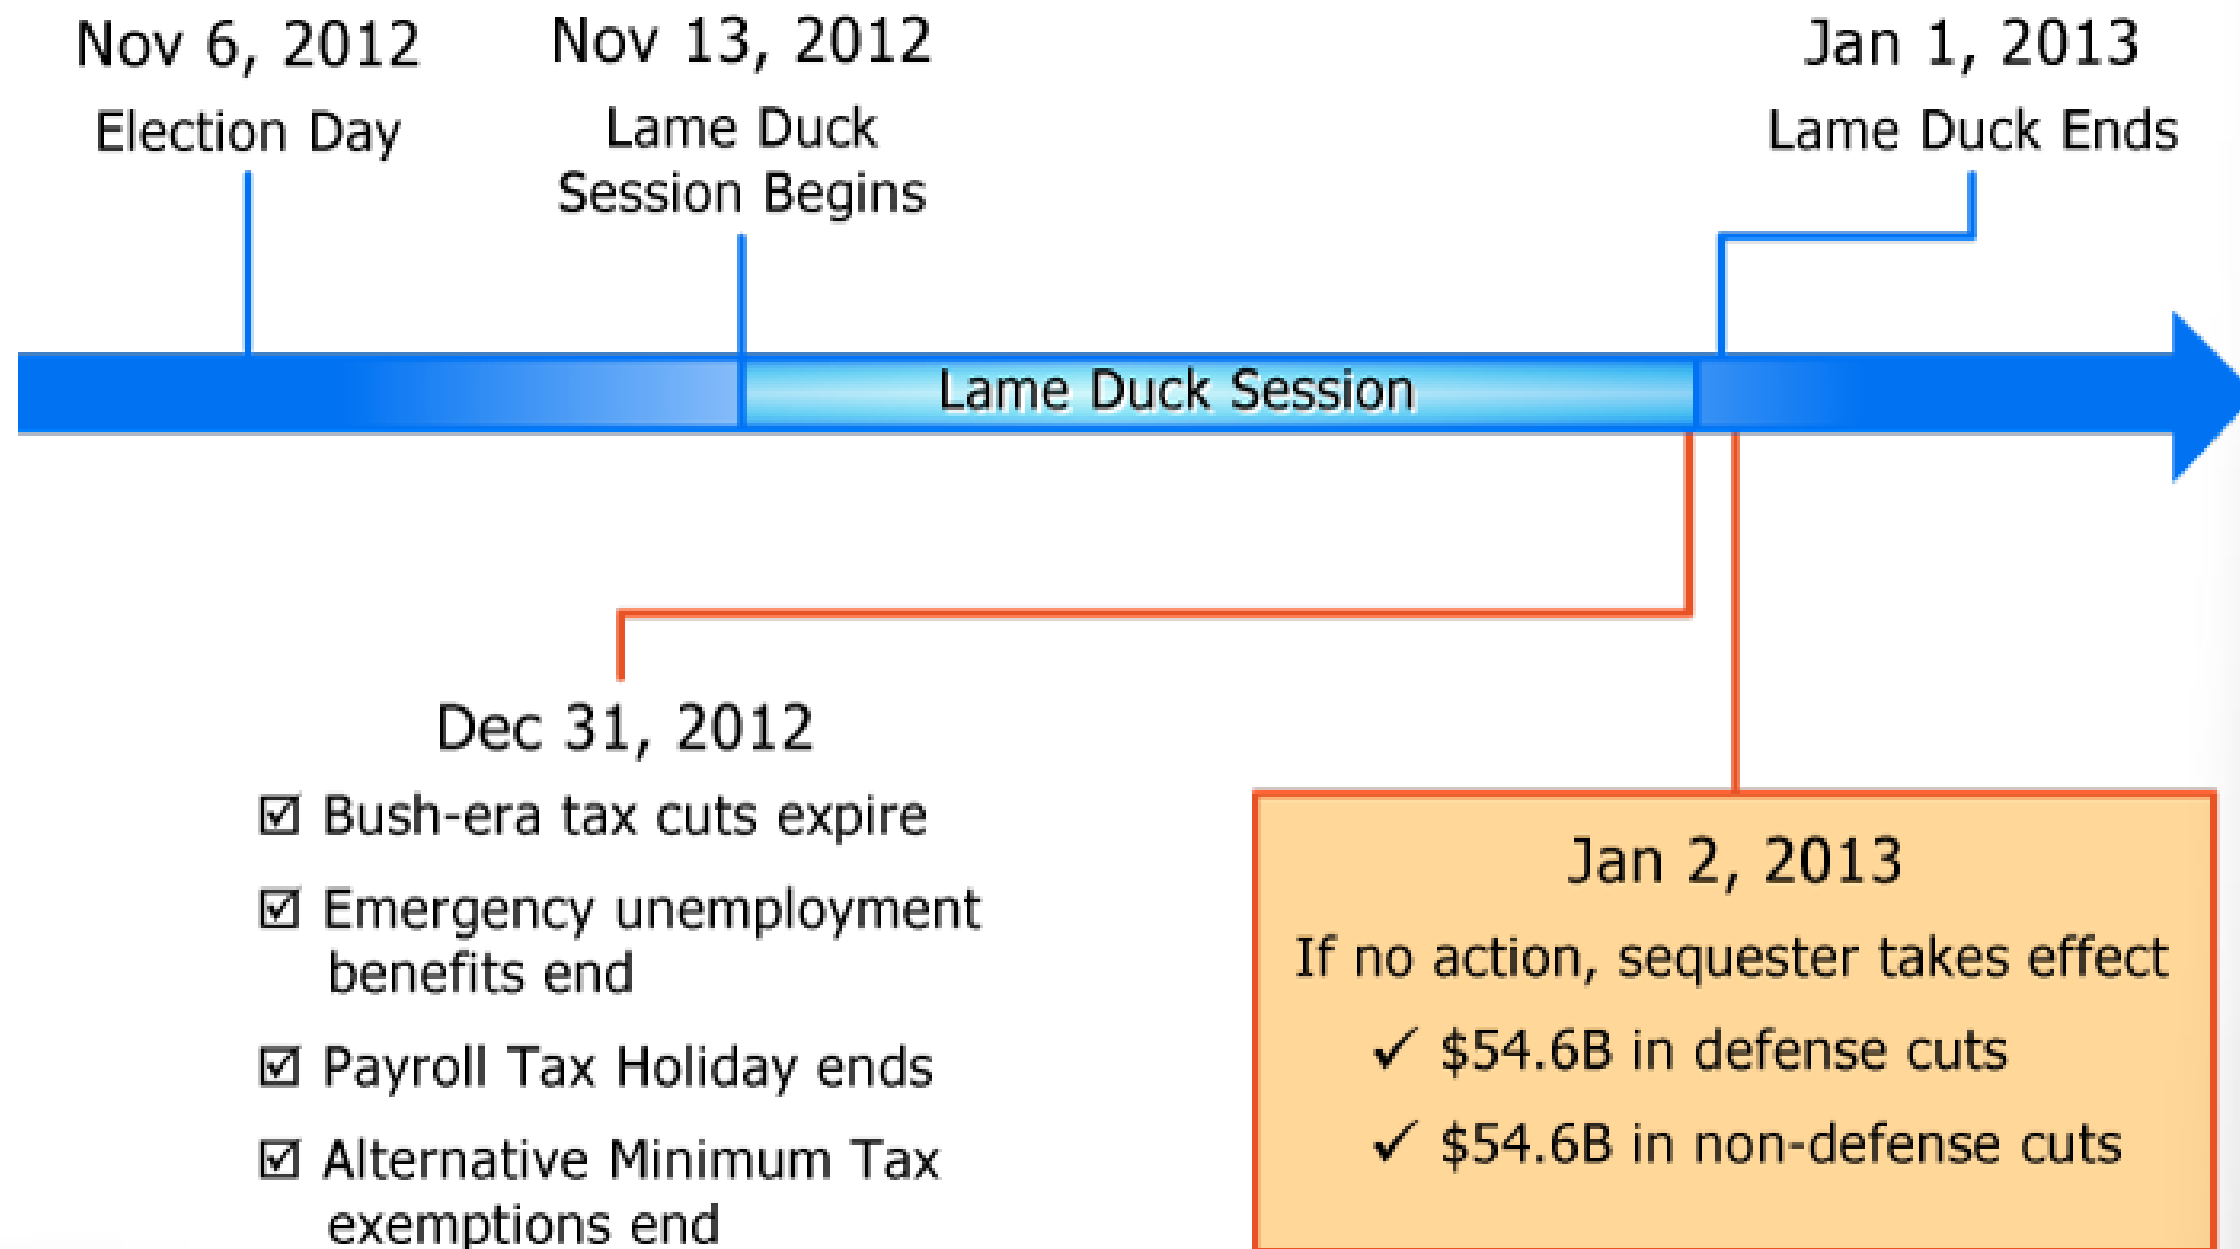 Nov 6, 2012
Election Day
Nov 13, 2012
Lame Duck
Session Begins
Jan 1, 2013
Lame Duck Ends
Lame Duck Session
Dec 31, 2012
☑ Bush-era tax cuts expire
☑ Emergency unemployment
benefits end
☑ Payroll Tax Holiday ends
☑ Alternative Minimum Tax
exemptions end
Jan 2, 2013
If no action, sequester takes effect
✓ $54.6B in defense cuts
✓ $54.6B in non-defense cuts